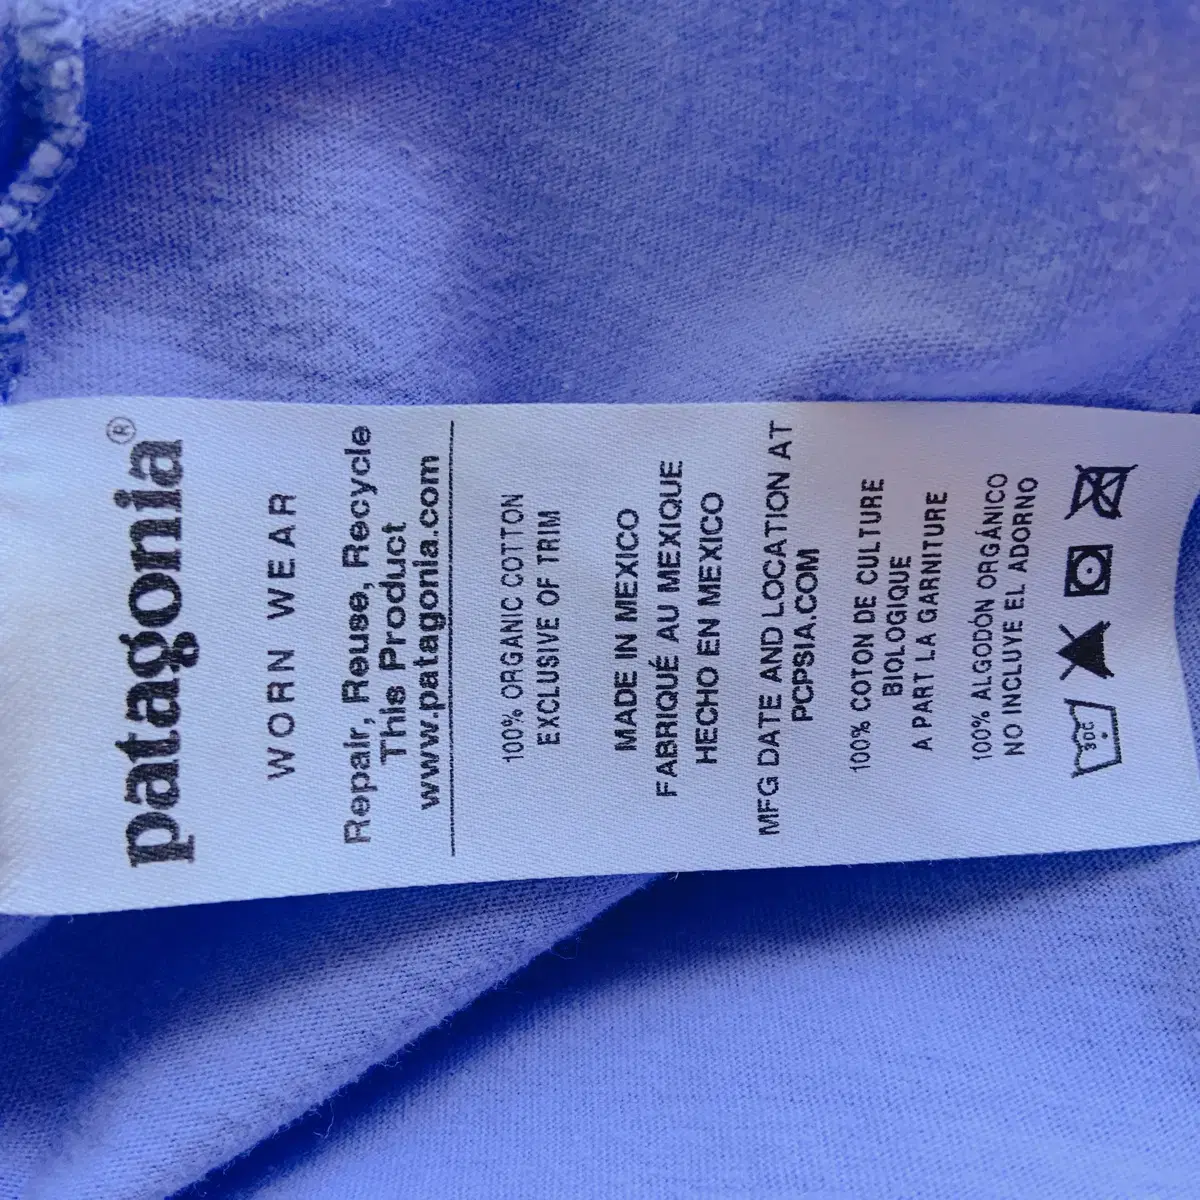 patagonia®
WORN WEAR
Repair, Reuse, Recycle
This Product
www.patagonia.com
100% ORGANIC COTTON
EXCLUSIVE OF TRIM
MADE IN MEXICO
FABRIQUÉ AU MEXIQUE
HECHO EN MEXICO
MFG DATE AND LOCATION AT
PCPSIA.COM
100% COTON DE CULTURE
BIOLOGIQUE
A PART LA GARNITURE
100% ALGODÓN ORGÁNICO
NO INCLUYE EL ADORNO
30C